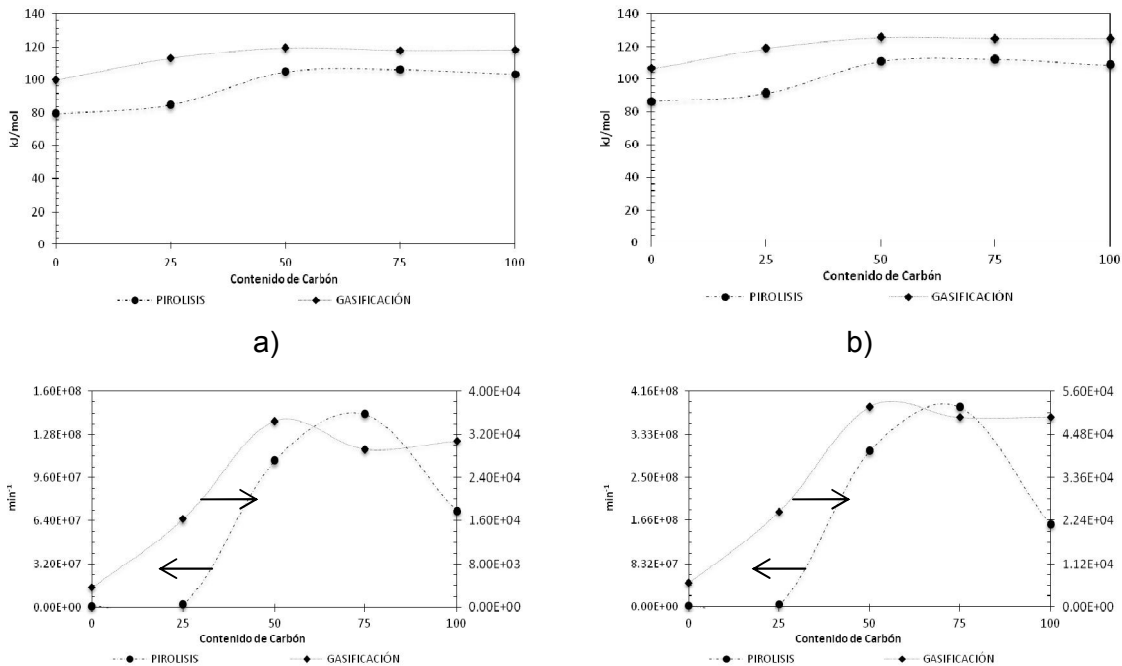 140
120
100
80
60
40
20
0
kJ/mol
0 25 50 75 100
Contenido de Carbón
PIROLISIS GASIFICACIÓN
a)
140
120
100
80
60
40
20
0
kJ/mol
0 25 50 75 100
Contenido de Carbón
PIROLISIS GASIFICACIÓN
b)
1.60E+08
1.28E+08
9.60E+07
6.40E+07
3.20E+07
0.00E+00
min⁻¹
4.00E+04
3.20E+04
2.40E+04
1.60E+04
8.00E+03
0.00E+00
0 25 50 75 100
Contenido de Carbón
PIROLISIS GASIFICACIÓN
4.16E+08
3.33E+08
2.50E+08
1.66E+08
8.32E+07
0.00E+00
min⁻¹
5.60E+04
4.48E+04
3.36E+04
2.24E+04
1.12E+04
0.00E+00
0 25 50 75 100
Contenido de Carbón
PIROLISIS GASIFICACIÓN